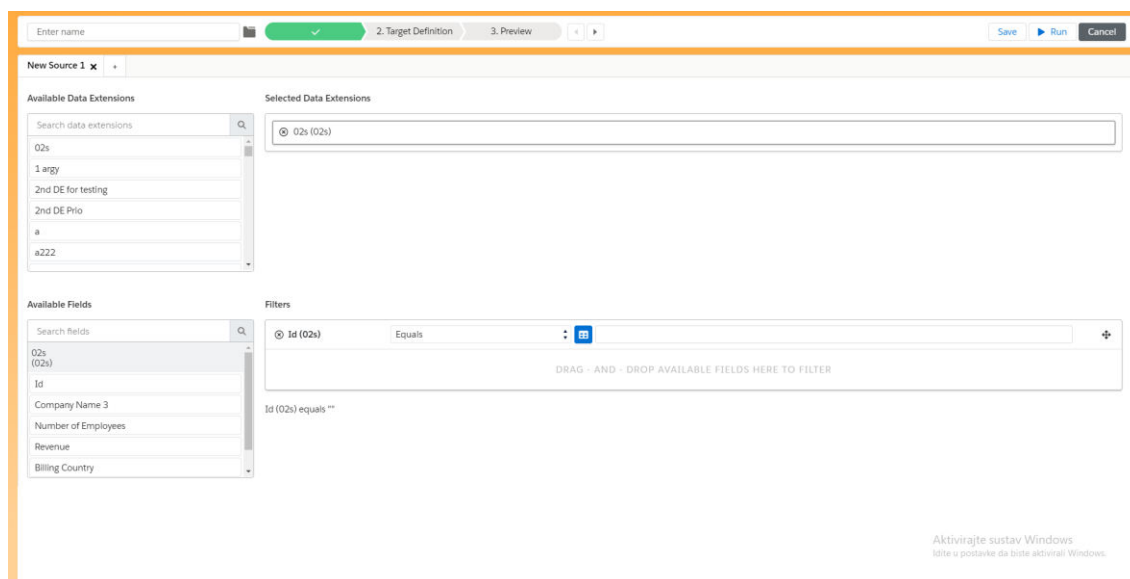 Enter name
2. Target Definition
3. Preview
Save
Run
Cancel
New Source 1
Available Data Extensions
Selected Data Extensions
Search data extensions
02s (02s)
02s
1 argy
2nd DE for testing
2nd DE Prio
a
a222
Available Fields
Filters
Search fields
Id (02s)
Equals
02s
(02s)
DRAG - AND - DROP AVAILABLE FIELDS HERE TO FILTER
Id
Company Name 3
Id (02s) equals ""
Number of Employees
Revenue
Billing Country
Aktivirajte sustav Windows
Idite u postavke da biste aktivirali Windows.